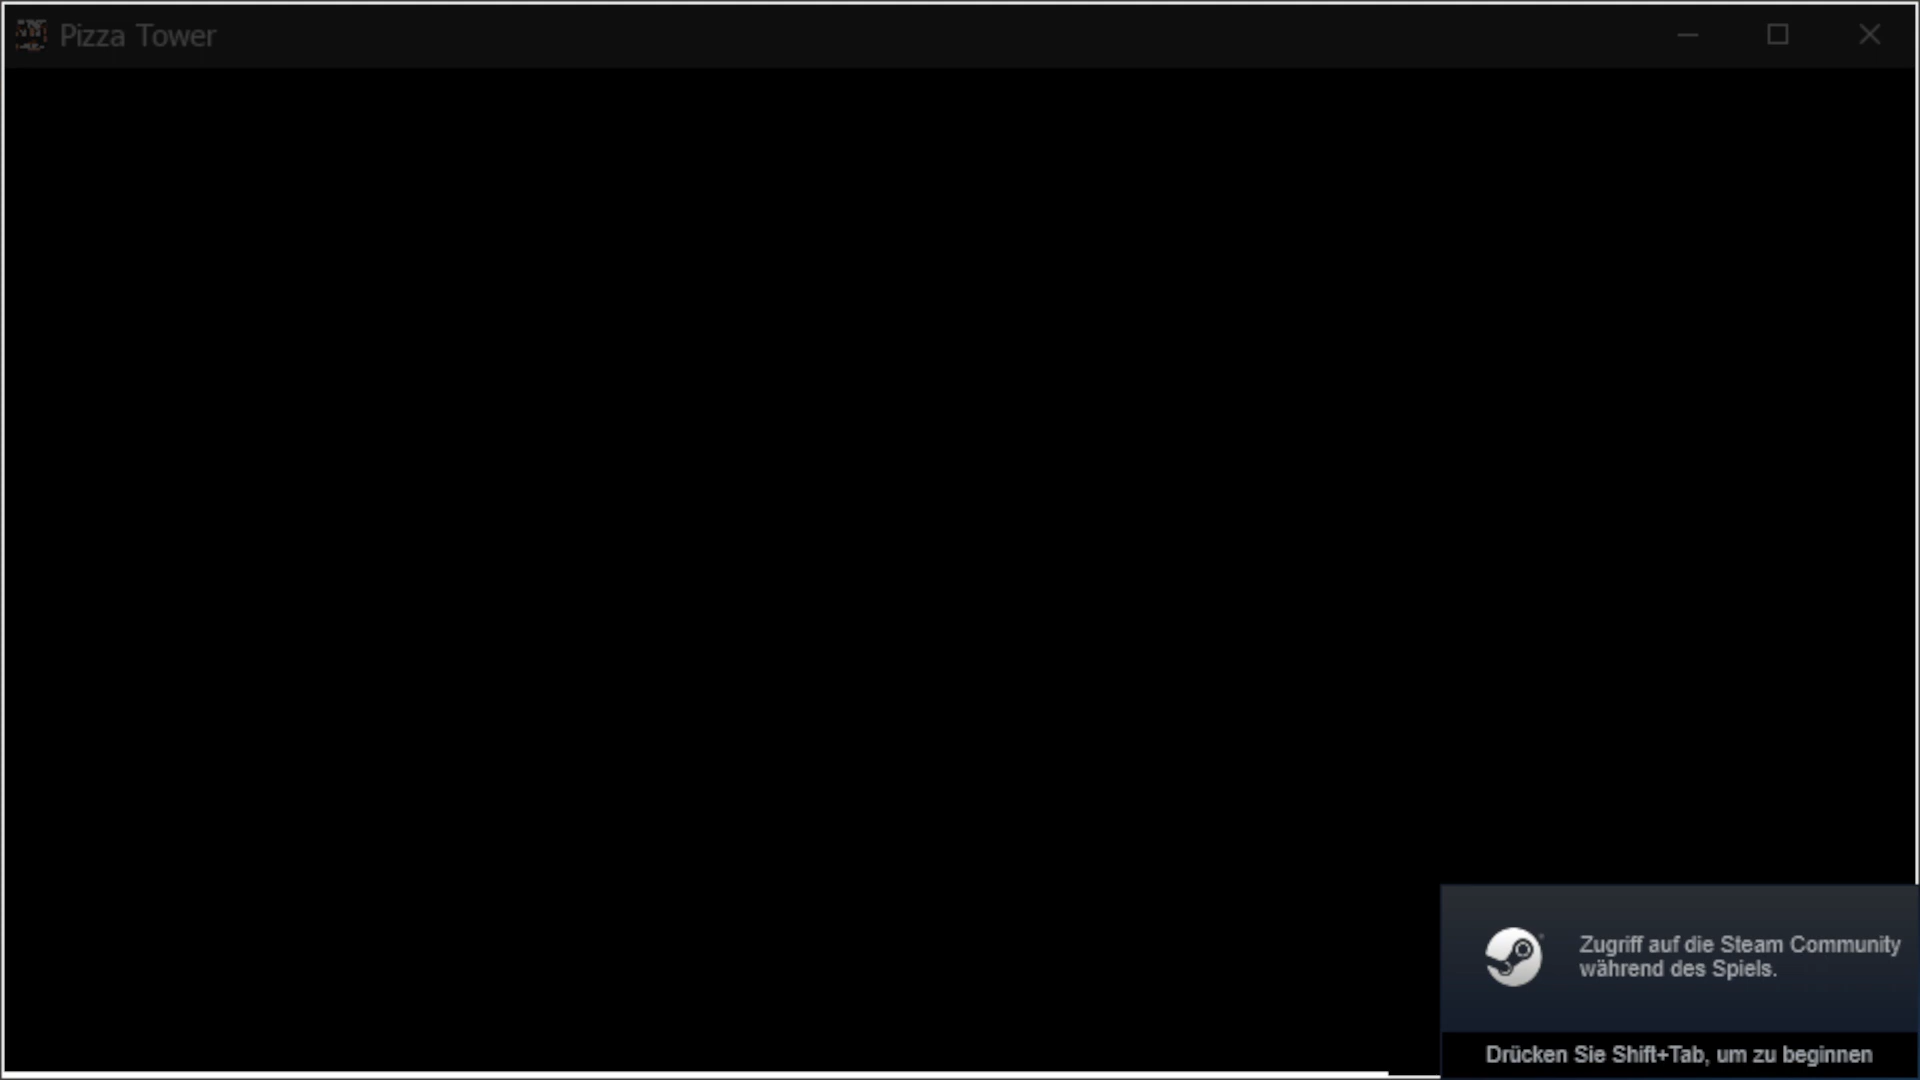 Pizza Tower
Zugriff auf die Steam Community
während des Spiels.
Drücken Sie Shift+Tab, um zu beginnen